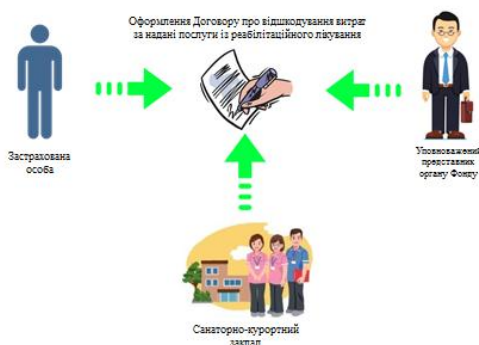 Оформлення Договору про відшкодування витрат
за надані послуги із реабілітаційного лікування
Застрахована
особа
Уповноважений
представник
органу Фонду
Санаторно-курортний
заклад